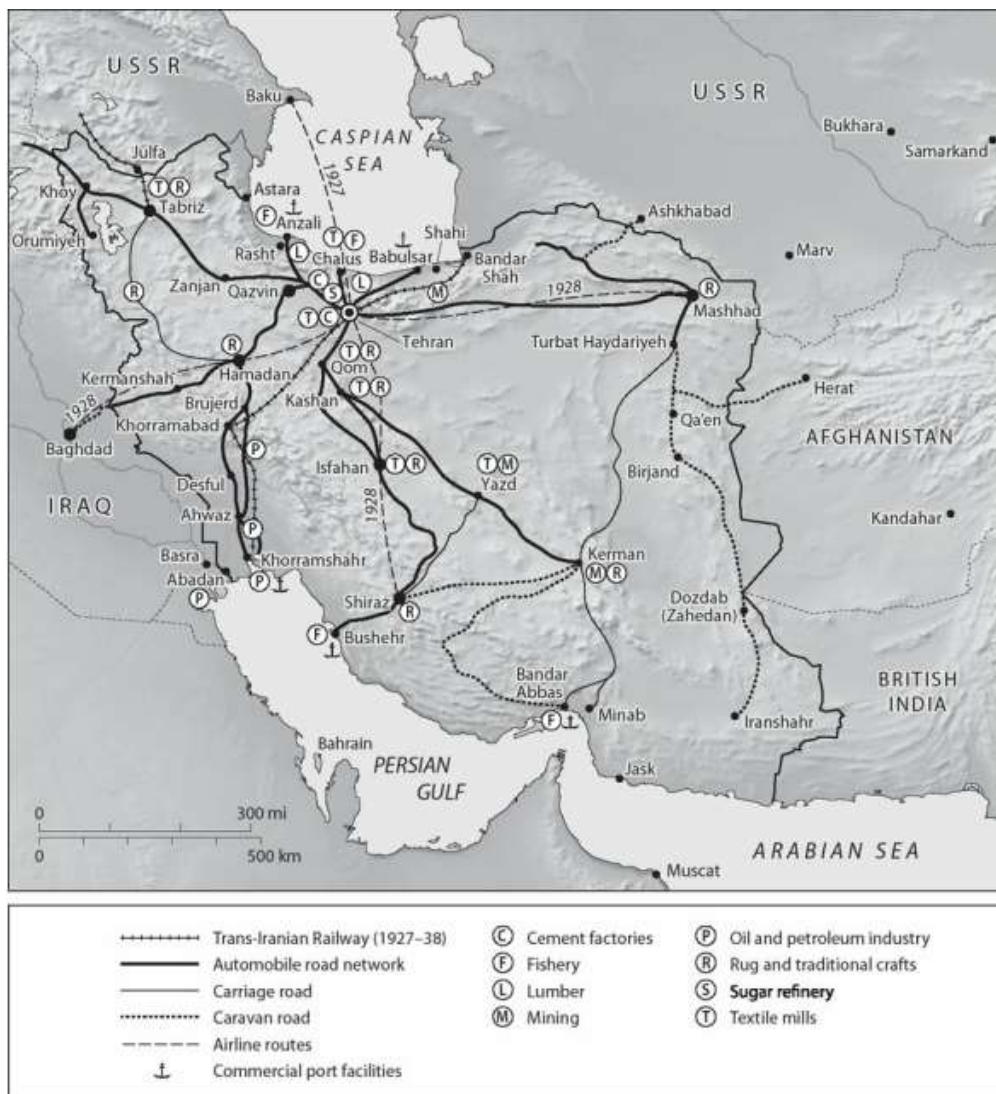 USSR
USSR
Baku
CASPIAN
SEA
1927
Bukhara
Samarkand
Julfa
T R
Khoy
Tabriz
Astara
F
Anzali
Ashkhabad
Orumiyeh
Rasht
L
T F
Chalus
Babulsar
Shahi
Bandar
Shah
Marv
Zanjan
Qazvin
C
S
L
M
R
1928
R
Mashhad
T C
Tehran
R
Hamadan
T R
Qom
Turbat Haydariyeh
Kermanshah
T R
Kashan
Herat
1928
Brujerd
Khorramabad
Qa'en
Baghdad
P
AFGHANISTAN
Isfahan
T R
T M
Yazd
Birjand
Desful
IRAQ
1928
Ahwaz
P
Kandahar
Basra
Khorramshahr
Kerman
M R
Abadan
P
P
Shiraz
R
Dozdab
(Zahedan)
F
Bushehr
Bandar
Abbas
BRITISH
INDIA
F
Minab
Iranshahr
Bahrain
PERSIAN
GULF
Jask
0 300 mi
0 500 km
ARABIAN SEA
Muscat
Trans-Iranian Railway (1927–38)
Automobile road network
Carriage road
Caravan road
Airline routes
Commercial port facilities
C Cement factories
F Fishery
L Lumber
M Mining
P Oil and petroleum industry
R Rug and traditional crafts
S Sugar refinery
T Textile mills